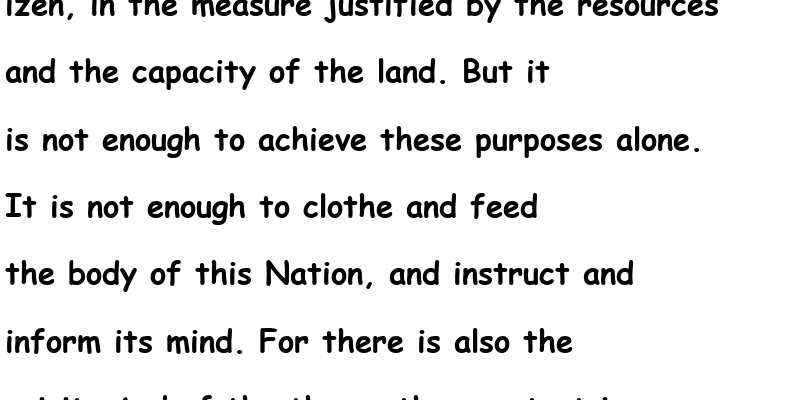 izen, in the measure justified by the resources
and the capacity of the land. But it
is not enough to achieve these purposes alone.
It is not enough to clothe and feed
the body of this Nation, and instruct and
inform its mind. For there is also the